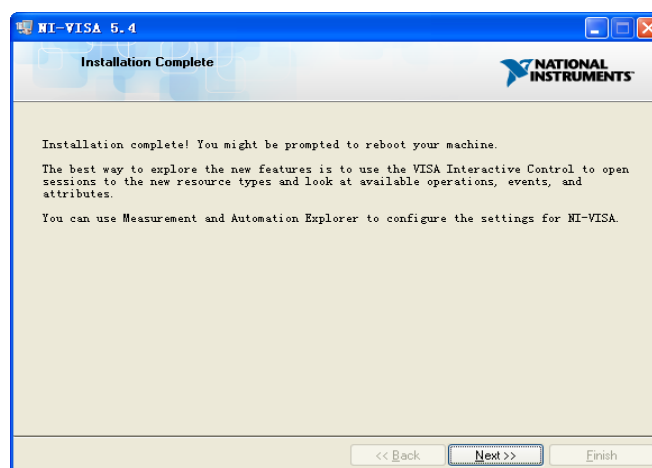 NI-VISA 5.4
Installation Complete
NATIONAL
INSTRUMENTS™
Installation complete! You might be prompted to reboot your machine.
The best way to explore the new features is to use the VISA Interactive Control to open
sessions to the new resource types and look at available operations, events, and
attributes.
You can use Measurement and Automation Explorer to configure the settings for NI-VISA.
<< Back
Next >>
Finish